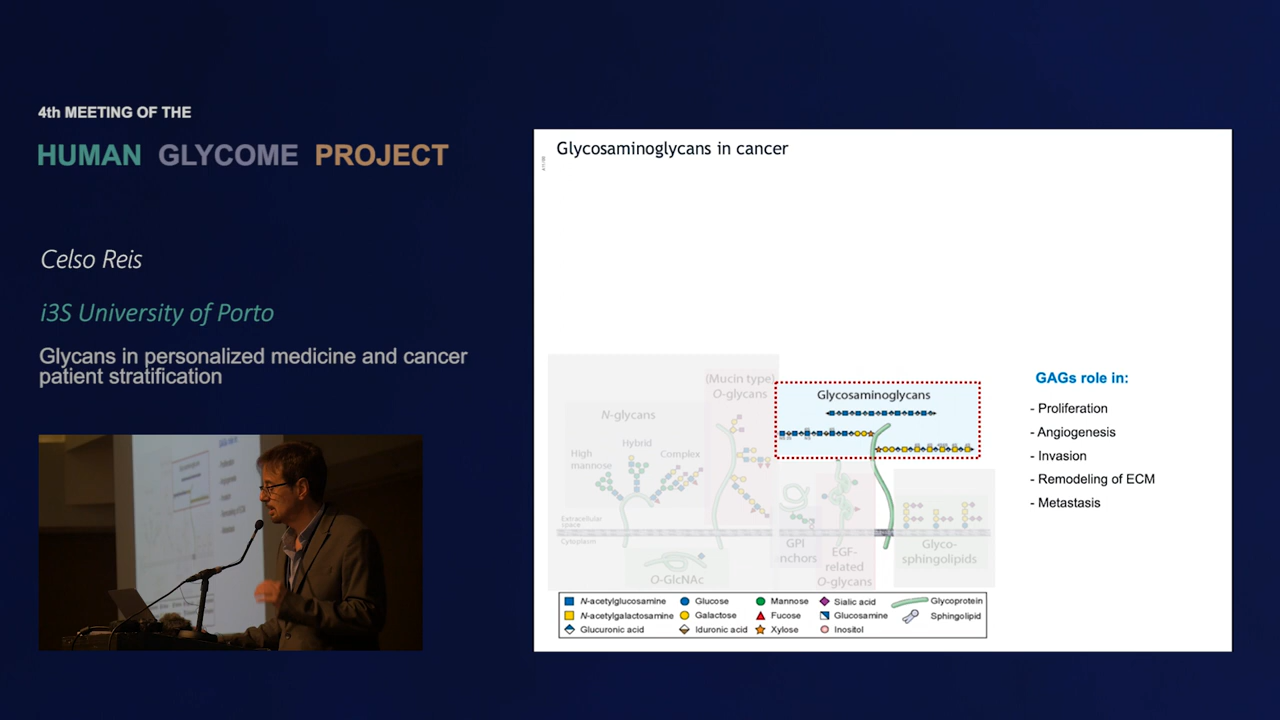 4th MEETING OF THE
HUMAN GLYCOME PROJECT
Celso Reis
i3S University of Porto
Glycans in personalized medicine and cancer
patient stratification
Glycosaminoglycans in cancer
(Mucin type)
O-glycans
Glycosaminoglycans
N-glycans
Hybrid
High
mannose
Complex
Extracellular
space
Cytoplasm
GPI
nchors
EGF-
related
O-glycans
Glyco-
sphingolipids
O-GlcNAc
GAGs role in:
- Proliferation
- Angiogenesis
- Invasion
- Remodeling of ECM
- Metastasis
N-acetylglucosamine Glucose Mannose Sialic acid Glycoprotein
N-acetylgalactosamine Galactose Fucose Glucosamine Sphingolipid
Glucuronic acid Iduronic acid Xylose Inositol